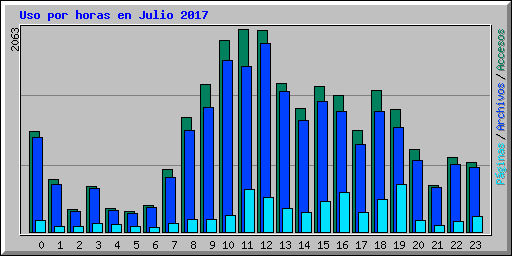 Uso por horas en Julio 2017
2063
Páginas / Archivos / Accesos
0 1 2 3 4 5 6 7 8 9 10 11 12 13 14 15 16 17 18 19 20 21 22 23